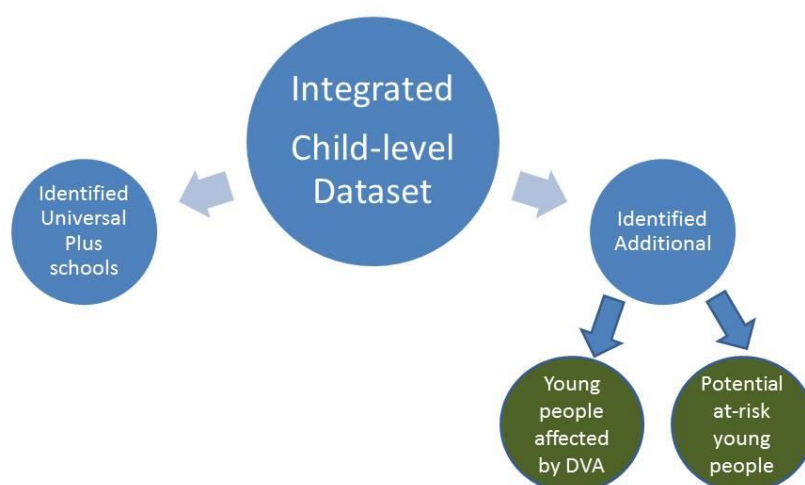 Integrated
Child-level
Dataset
Identified
Universal
Plus
schools
Identified
Additional
Young
people
affected
by DVA
Potential
at-risk
young
people